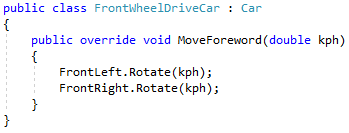 public class FrontWheelDriveCar : Car
{
public override void MoveForeword(double kph)
{
FrontLeft.Rotate(kph);
FrontRight.Rotate(kph);
}
}